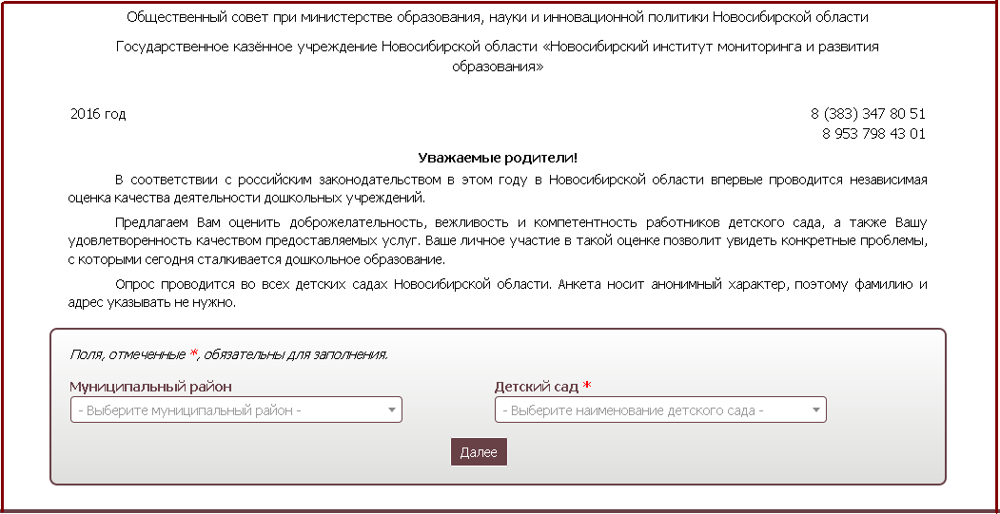 Общественный совет при министерстве образования, науки и инновационной политики Новосибирской области
Государственное казённое учреждение Новосибирской области «Новосибирский институт мониторинга и развития
образования»
2016 год
8 (383) 347 80 51
8 953 798 43 01
Уважаемые родители!
В соответствии с российским законодательством в этом году в Новосибирской области впервые проводится независимая
оценка качества деятельности дошкольных учреждений.
Предлагаем Вам оценить доброжелательность, вежливость и компетентность работников детского сада, а также Вашу
удовлетворенность качеством предоставляемых услуг. Ваше личное участие в такой оценке позволит увидеть конкретные проблемы,
с которыми сегодня сталкивается дошкольное образование.
Опрос проводится во всех детских садах Новосибирской области. Анкета носит анонимный характер, поэтому фамилию и
адрес указывать не нужно.
Поля, отмеченные *, обязательны для заполнения.
Муниципальный район
- Выберите муниципальный район -
Детский сад *
- Выберите наименование детского сада -
Далее